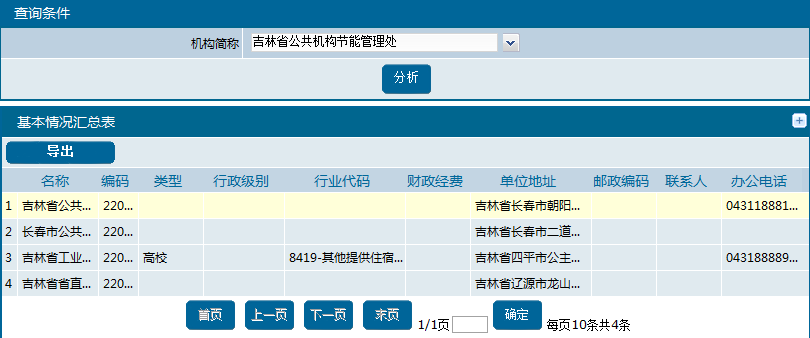 查询条件
机构简称 吉林省公共机构节能管理处
分析
基本情况汇总表
导出
名称 编码 类型 行政级别 行业代码 财政经费 单位地址 邮政编码 联系人 办公电话
1 吉林省公共... 220... 吉林省长春市朝阳... 043118881...
2 长春市公共... 220... 吉林省长春市二道...
3 吉林省工业... 220... 高校 8419-其他提供住宿... 吉林省四平市公主... 043188889...
4 吉林省省直... 220... 吉林省辽源市龙山...
首页 上一页 下一页 末页 1/1页 确定 每页10条共4条